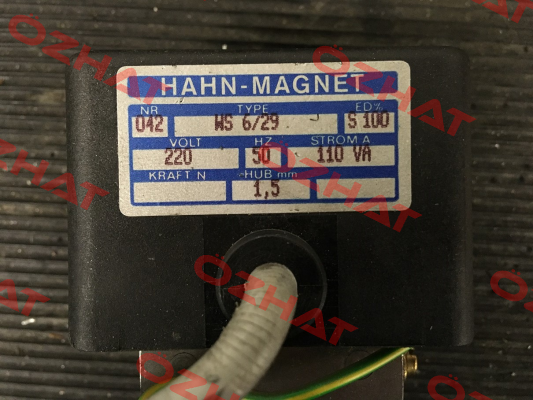 HAHN-MAGNET
NR TYPE ED%
042 WS 6/29 S 100
VOLT HZ STROM A
220 50 110 VA
KRAFT N HUB mm
1,5
OZHAT
OZHAT
OZHAT
OZHAT
OZHAT
OZHAT